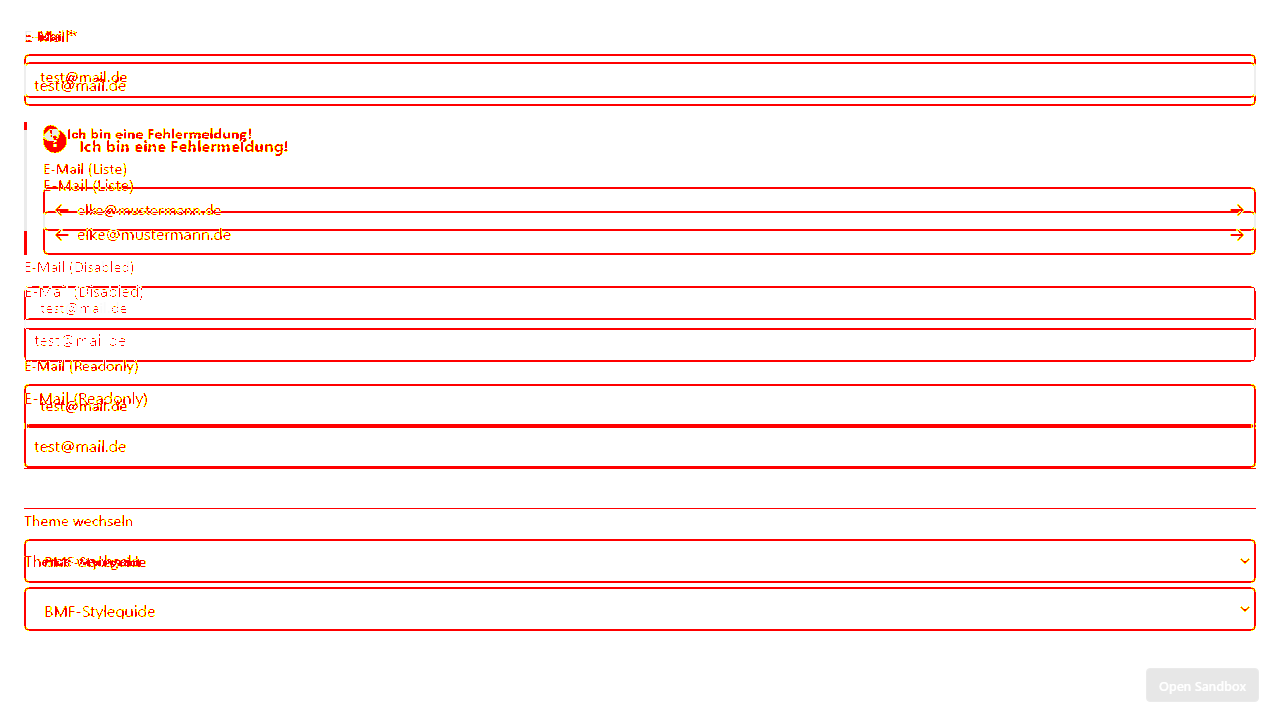 E-Mail*
test@mail.de
test@mail.de
Ich bin eine Fehlermeldung!
Ich bin eine Fehlermeldung!
E-Mail (Liste)
E-Mail (Liste)
elke@mustermann.de
elke@mustermann.de
E-Mail (Disabled)
E-Mail (Disabled)
test@mail.de
test@mail.de
E-Mail (Readonly)
E-Mail (Readonly)
test@mail.de
test@mail.de
Theme wechseln
Theme wechseln
BMF-Styleguide
Open Sandbox